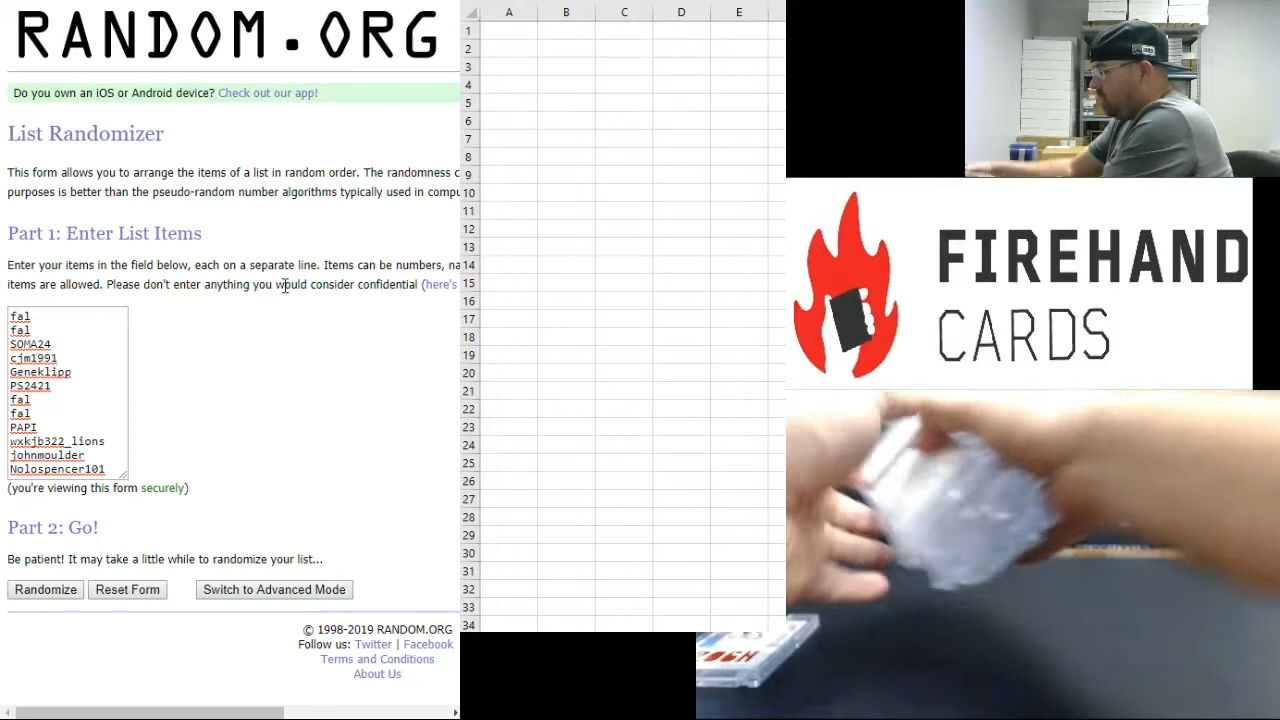 RANDOM.ORG
Do you own an iOS or Android device? Check out our app!
List Randomizer
This form allows you to arrange the items of a list in random order. The randomness c
purposes is better than the pseudo-random number algorithms typically used in compu
Part 1: Enter List Items
Enter your items in the field below, each on a separate line. Items can be numbers, na
items are allowed. Please don't enter anything you would consider confidential (here's
fal
fal
SOMA24
cjm1991
Geneklipp
PS2421
fal
fal
PAPI
wxkjb322_lions
johnmoulder
Nolospencer101
(you're viewing this form securely)
Part 2: Go!
Be patient! It may take a little while to randomize your list...
Randomize Reset Form Switch to Advanced Mode
© 1998-2019 RANDOM.ORG
Follow us: Twitter | Facebook
Terms and Conditions
About Us
A B C D E
1
2
3
4
5
6
7
8
9
10
11
12
13
14
15
16
17
18
19
20
21
22
23
24
25
26
27
28
29
30
31
32
33
34
FIREHAND
CARDS